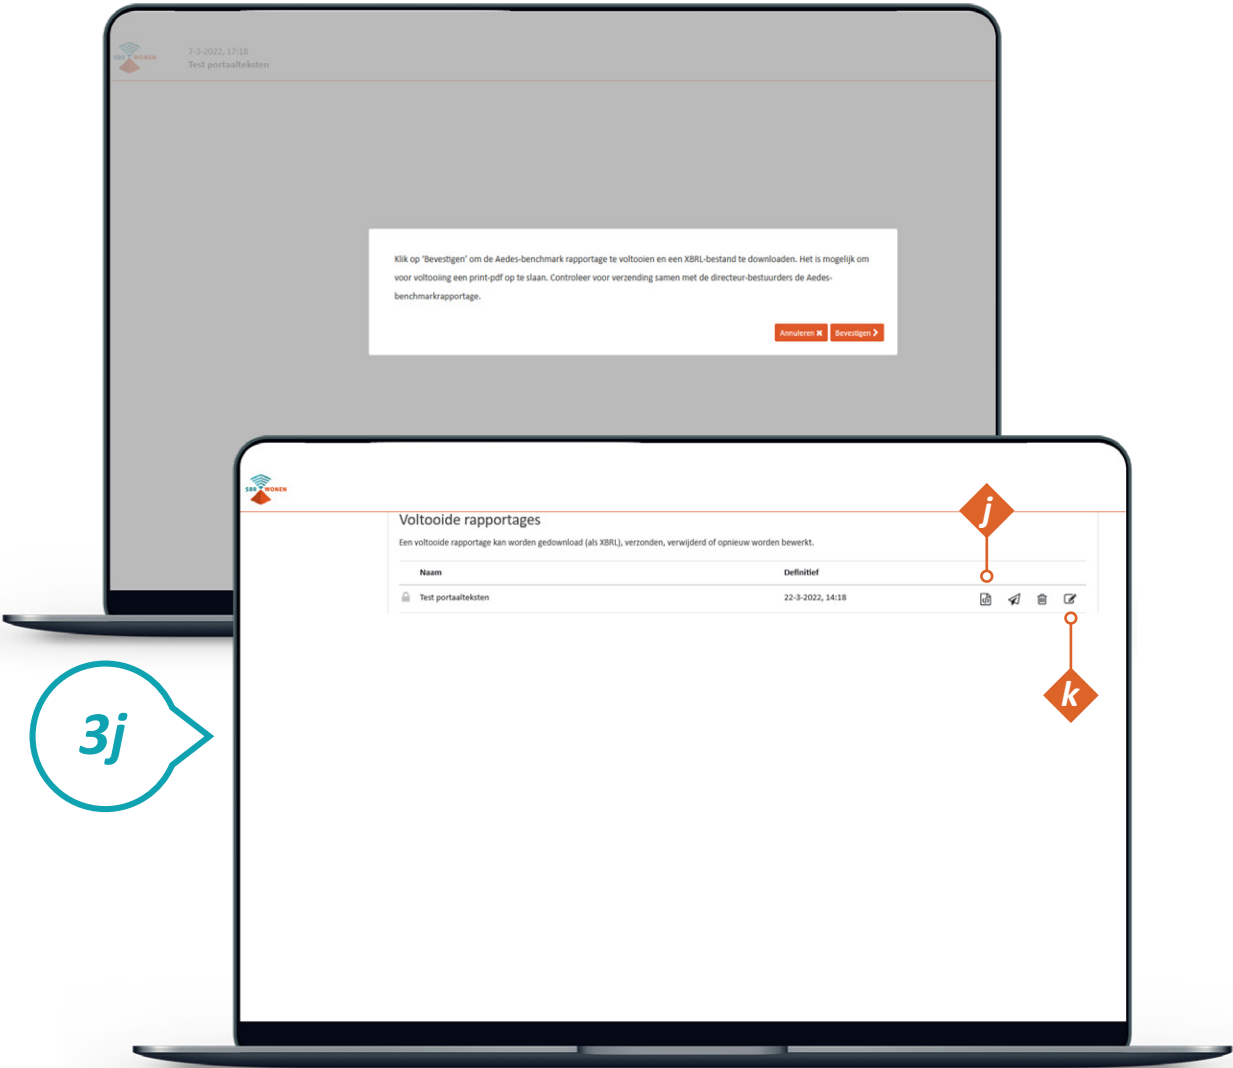 SBR WONEN
7-3-2022, 17:18
Test portaalteksten
Klik op 'Bevestigen' om de Aedes-benchmark rapportage te voltooien en een XBRL-bestand te downloaden. Het is mogelijk om
voor voltooiing een print-pdf op te slaan. Controleer voor verzending samen met de directeur-bestuurders de Aedes-
benchmarkrapportage.
Annuleren
Bevestigen
SBR WONEN
Voltooide rapportages
j
Een voltooide rapportage kan worden gedownload (als XBRL), verzonden, verwijderd of opnieuw worden bewerkt.
Naam
Definitief
Test portaalteksten
22-3-2022, 14:18
k
3j